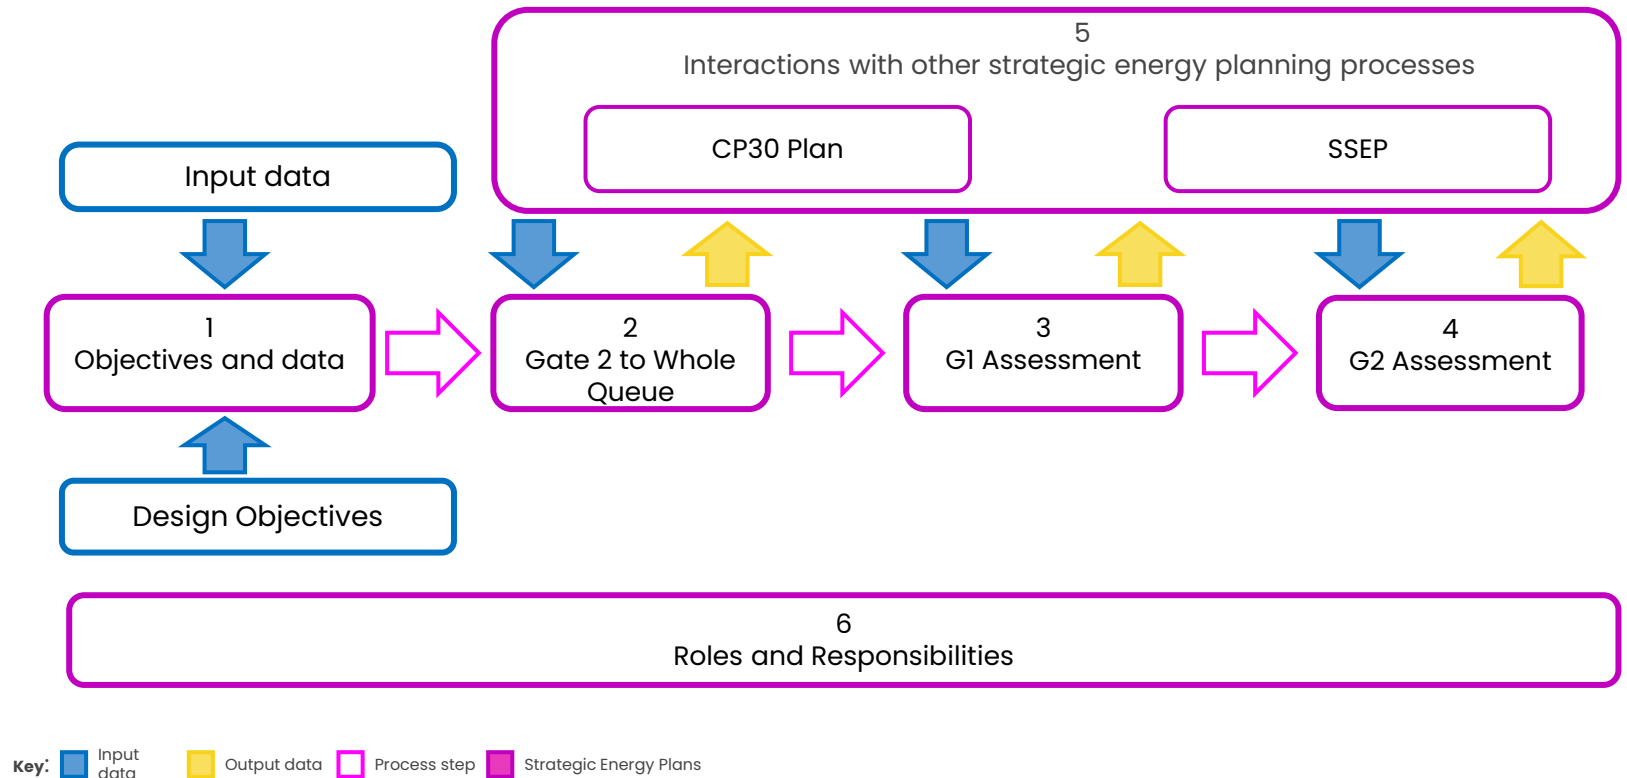 5
Interactions with other strategic energy planning processes
CP30 Plan
SSEP
Input data
1
Objectives and data
2
Gate 2 to Whole
Queue
3
G1 Assessment
4
G2 Assessment
Design Objectives
6
Roles and Responsibilities
Key:
Input
data
Output data
Process step
Strategic Energy Plans